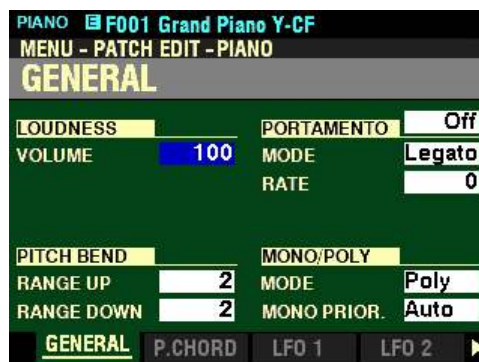 PIANO E F001 Grand Piano Y-CF
MENU - PATCH EDIT - PIANO
GENERAL
LOUDNESS
VOLUME 100
PORTAMENTO Off
MODE Legato
RATE 0
PITCH BEND
RANGE UP 2
RANGE DOWN 2
MONO/POLY
MODE Poly
MONO PRIOR. Auto
GENERAL P.CHORD LFO 1 LFO 2